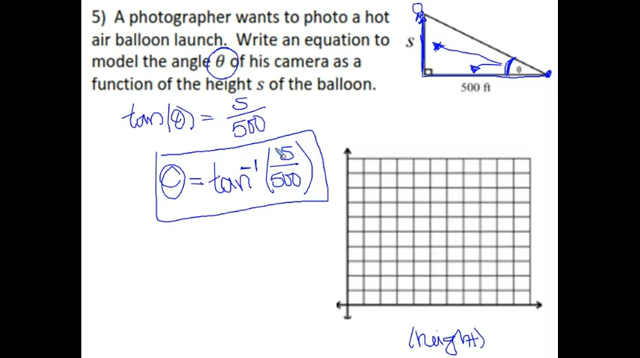 5) A photographer wants to photo a hot
air balloon launch. Write an equation to
model the angle θ of his camera as a
function of the height s of the balloon.
s
θ
500 ft
tan(θ) = s/500
θ = tan⁻¹(s/500)
(height)